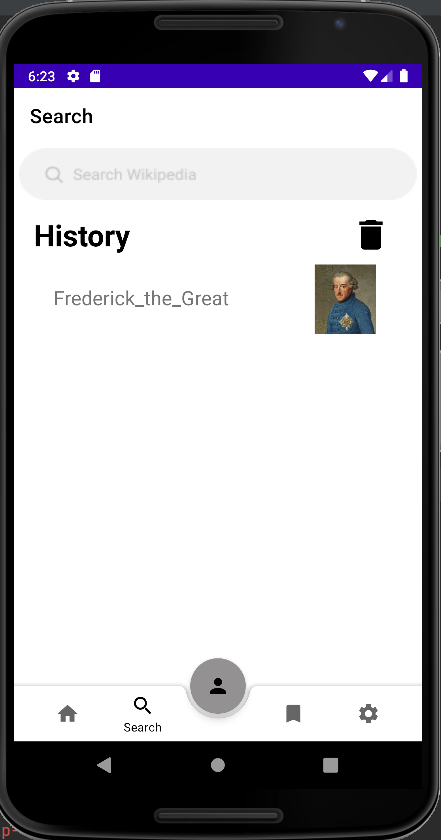 6:23
Search
Search Wikipedia
History
Frederick_the_Great
Search
p-